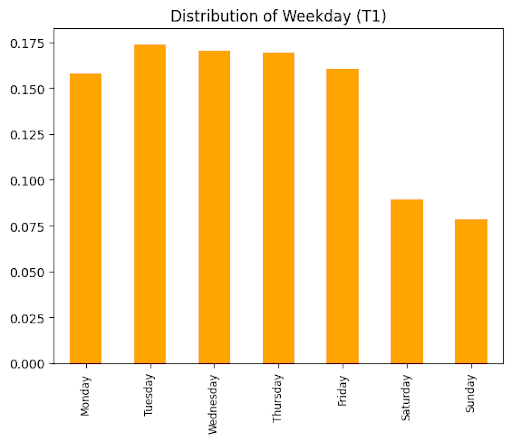 Distribution of Weekday (T1)
0.175
0.150
0.125
0.100
0.075
0.050
0.025
0.000
Monday
Tuesday
Wednesday
Thursday
Friday
Saturday
Sunday